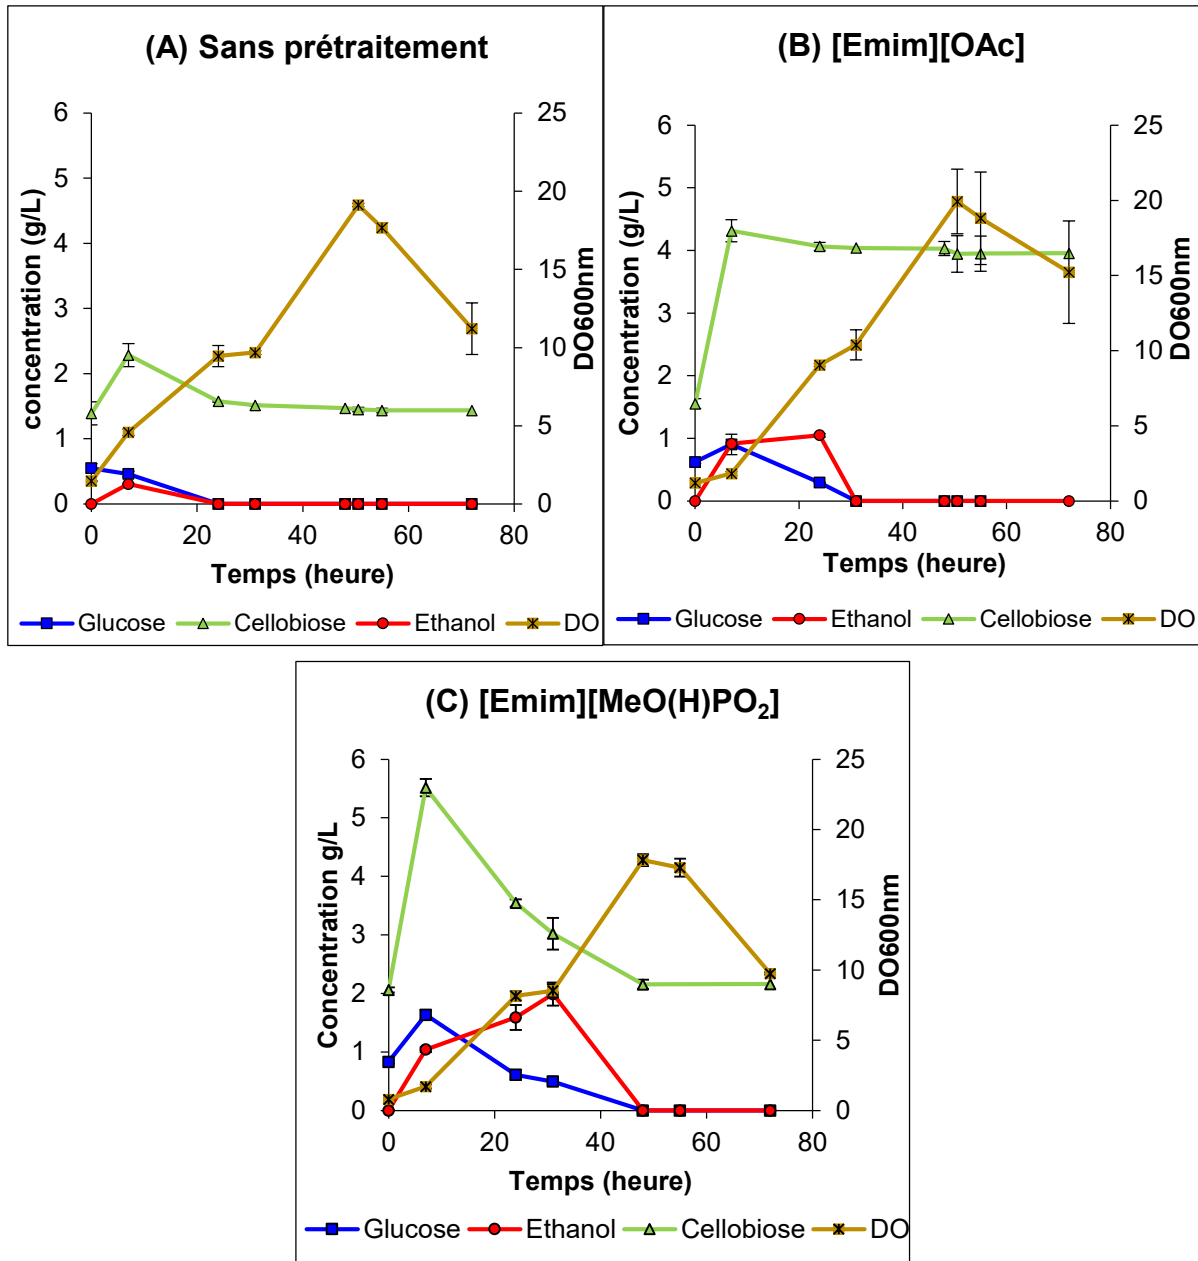 (A) Sans prétraitement
6
5
4
3
2
1
0
concentration (g/L)
25
20
15
10
5
0
DO600nm
0 20 40 60 80
Temps (heure)
Glucose Cellobiose Ethanol DO
(B) [Emim][OAc]
6
5
4
3
2
1
0
Concentration (g/L)
25
20
15
10
5
0
DO600nm
0 20 40 60 80
Temps (heure)
Glucose Ethanol Cellobiose DO
(C) [Emim][MeO(H)PO₂]
6
5
4
3
2
1
0
Concentration g/L
25
20
15
10
5
0
DO600nm
0 20 40 60 80
Temps (heure)
Glucose Ethanol Cellobiose DO